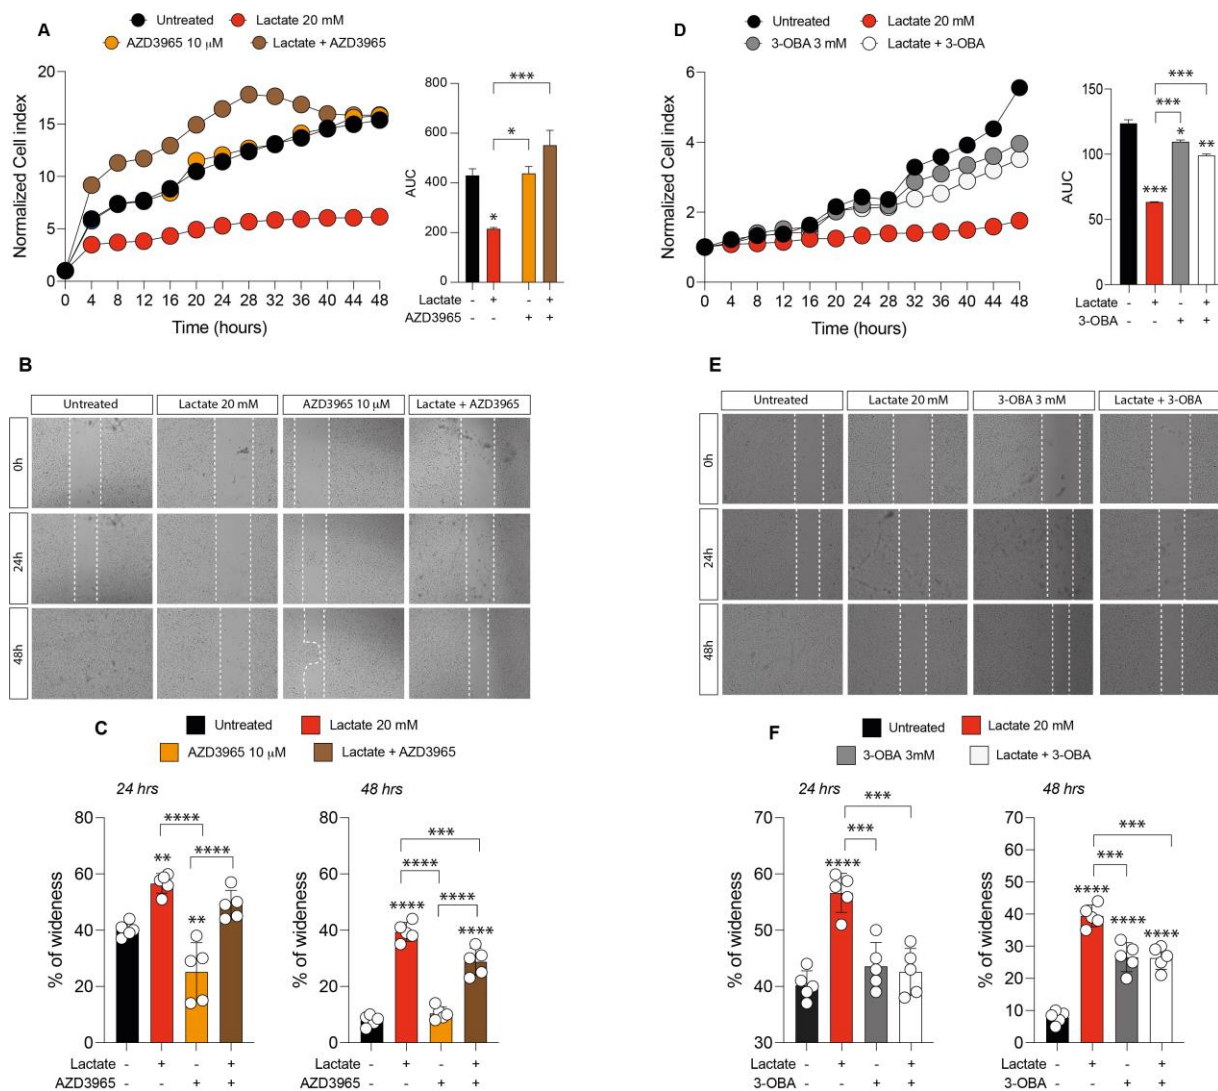 A
Untreated
Lactate 20 mM
AZD3965 10 μM
Lactate + AZD3965
Normalized Cell index
20
15
10
5
0
0 4 8 12 16 20 24 28 32 36 40 44 48
Time (hours)
AUC
800
600
400
200
0
***
*
*
Lactate - + - +
AZD3965 - - + +
B
Untreated
Lactate 20 mM
AZD3965 10 μM
Lactate + AZD3965
0h
24h
48h
C
Untreated
Lactate 20 mM
AZD3965 10 μM
Lactate + AZD3965
24 hrs
% of wideness
80
60
40
20
0
****
**
****
**
Lactate - + - +
AZD3965 - - + +
48 hrs
% of wideness
80
60
40
20
0
***
****
****
****
****
Lactate - + - +
AZD3965 - - + +
D
Untreated
Lactate 20 mM
3-OBA 3 mM
Lactate + 3-OBA
Normalized Cell index
6
4
2
0
0 4 8 12 16 20 24 28 32 36 40 44 48
Time (hours)
AUC
150
100
50
0
***
***
*
**
***
Lactate - + - +
3-OBA - - + +
E
Untreated
Lactate 20 mM
3-OBA 3 mM
Lactate + 3-OBA
0h
24h
48h
F
Untreated
Lactate 20 mM
3-OBA 3mM
Lactate + 3-OBA
24 hrs
% of wideness
70
60
50
40
30
***
***
****
Lactate - + - +
3-OBA - - + +
48 hrs
% of wideness
70
60
50
40
30
20
10
0
***
***
****
****
****
Lactate - + - +
3-OBA - - + +